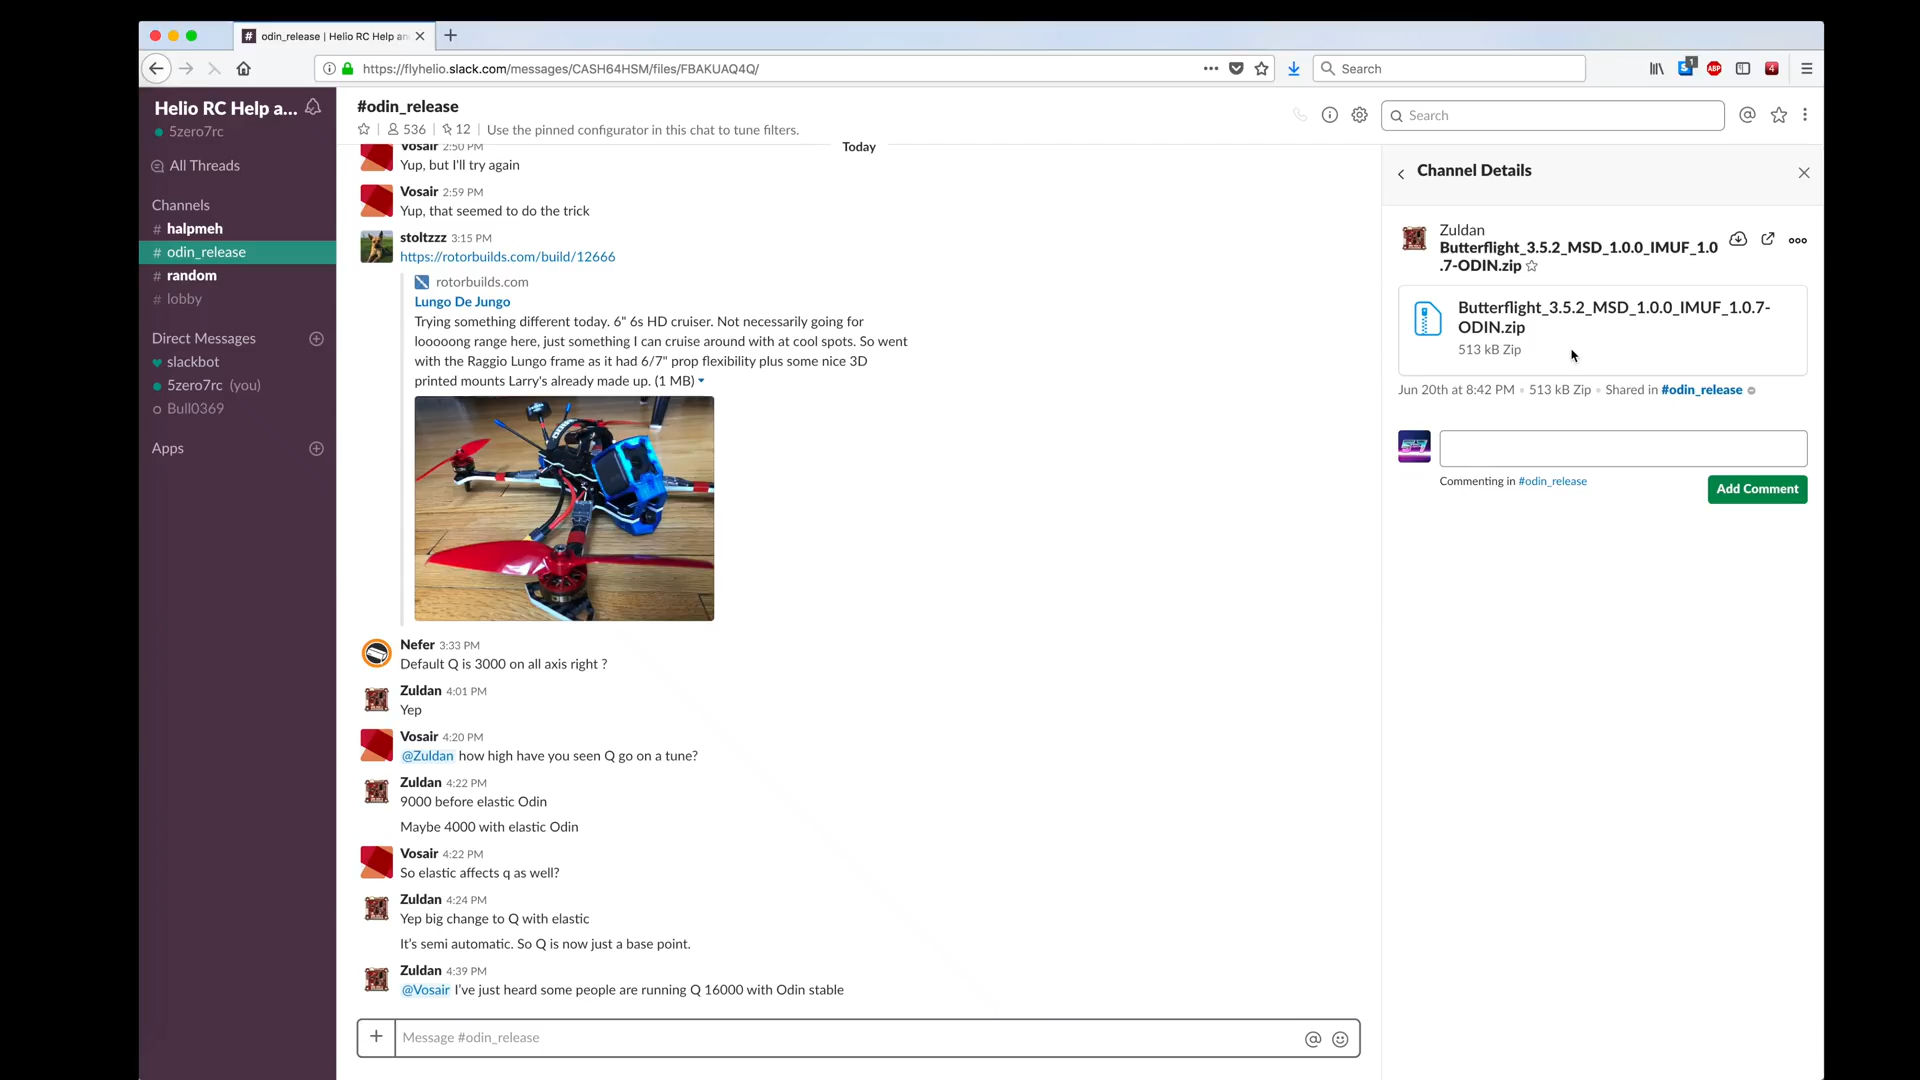 odin_release | Helio RC Help an
https://flyhelio.slack.com/messages/CASH64HSM/files/FBAKUAQ4Q/
Search
1
ABP
4
Helio RC Help a...
5zero7rc
All Threads
Channels
# halpmeh
# odin_release
# random
# lobby
Direct Messages
slackbot
5zero7rc (you)
Bull0369
Apps
#odin_release
536
12
Use the pinned configurator in this chat to tune filters.
Search
Today
Vosair 2:50 PM
Yup, but I'll try again
Vosair 2:59 PM
Yup, that seemed to do the trick
stoltzzz 3:15 PM
https://rotorbuilds.com/build/12666
rotorbuilds.com
Lungo De Jungo
Trying something different today. 6" 6s HD cruiser. Not necessarily going for
looooong range here, just something I can cruise around with at cool spots. So went
with the Raggio Lungo frame as it had 6/7" prop flexibility plus some nice 3D
printed mounts Larry's already made up. (1 MB)
Nefer 3:33 PM
Default Q is 3000 on all axis right ?
Zuldan 4:01 PM
Yep
Vosair 4:20 PM
@Zuldan how high have you seen Q go on a tune?
Zuldan 4:22 PM
9000 before elastic Odin
Maybe 4000 with elastic Odin
Vosair 4:22 PM
So elastic affects q as well?
Zuldan 4:24 PM
Yep big change to Q with elastic
It's semi automatic. So Q is now just a base point.
Zuldan 4:39 PM
@Vosair I've just heard some people are running Q 16000 with Odin stable
Message #odin_release
Channel Details
Zuldan
Butterflight_3.5.2_MSD_1.0.0_IMUF_1.0
.7-ODIN.zip
Butterflight_3.5.2_MSD_1.0.0_IMUF_1.0.7-
ODIN.zip
513 kB Zip
Jun 20th at 8:42 PM • 513 kB Zip • Shared in #odin_release
Commenting in #odin_release
Add Comment